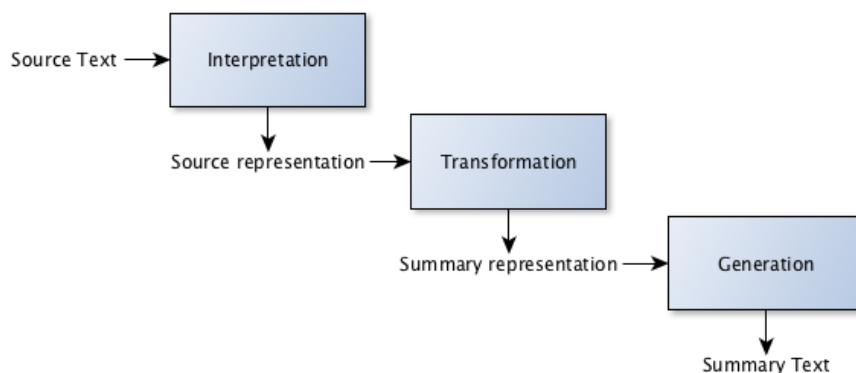 Source Text
Interpretation
Source representation
Transformation
Summary representation
Generation
Summary Text